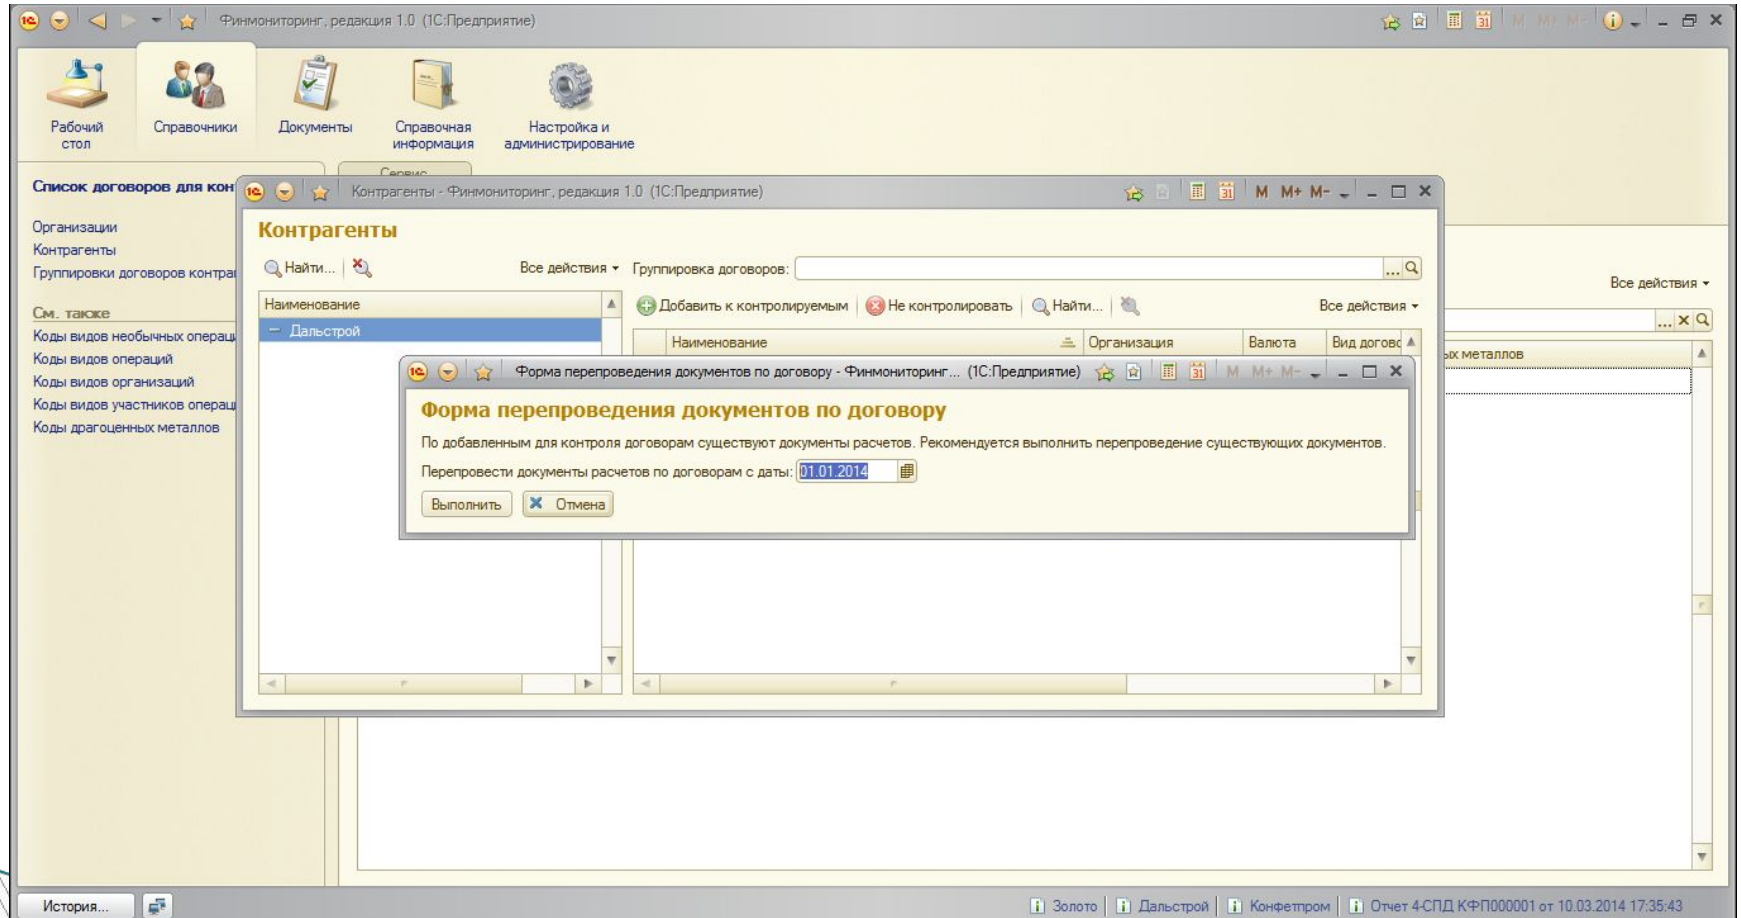 Финмониторинг, редакция 1.0 (1С:Предприятие)
M M+ M-
Рабочий стол
Справочники
Документы
Справочная информация
Настройка и администрирование
Сервис
Список договоров для кон
Организации
Контрагенты
Группировки договоров контра
См. также
Коды видов необычных операц
Коды видов операций
Коды видов организаций
Коды видов участников операц
Коды драгоценных металлов
Все действия
ых металлов
Контрагенты - Финмониторинг, редакция 1.0 (1С:Предприятие)
M M+ M-
Контрагенты
Найти...
Все действия
Группировка договоров:
Наименование
Дальстрой
Добавить к контролируемым
Не контролировать
Найти...
Все действия
Наименование
Организация
Валюта
Вид договс
Форма перепроведения документов по договору - Финмониторинг... (1С:Предприятие)
M M+ M-
Форма перепроведения документов по договору
По добавленным для контроля договорам существуют документы расчетов. Рекомендуется выполнить перепроведение существующих документов.
Перепровести документы расчетов по договорам с даты: 01.01.2014
Выполнить
Отмена
История...
Золото
Дальстрой
Конфетпром
Отчет 4-СПД КФП000001 от 10.03.2014 17:35:43